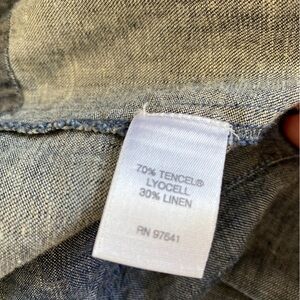 70% TENCEL®
LYOCELL
30% LINEN
RN 97641